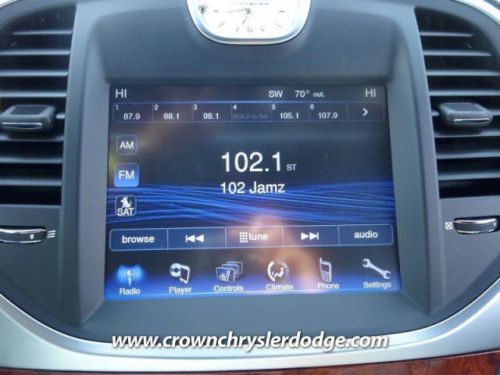 HI SW 70° out. HI
1 2 3 4 5 6
87.9 88.1 98.1 HOLD to Set 105.1 107.9 >
AM
102.1 ST
FM
102 Jamz
SAT
browse tune audio
Radio Player Controls Climate Phone Settings
www.crownchryslerdodge.com